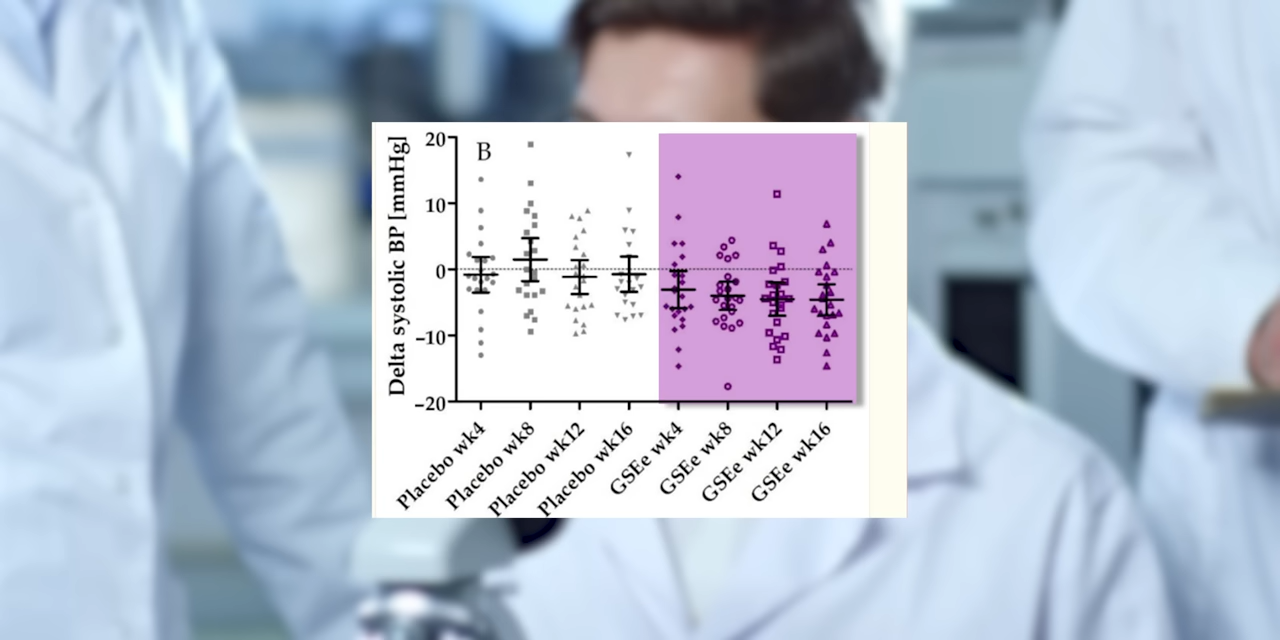 B
Delta systolic BP [mmHg]
20
10
0
−10
−20
Placebo wk4
Placebo wk8
Placebo wk12
Placebo wk16
GSEe wk4
GSEe wk8
GSEe wk12
GSEe wk16